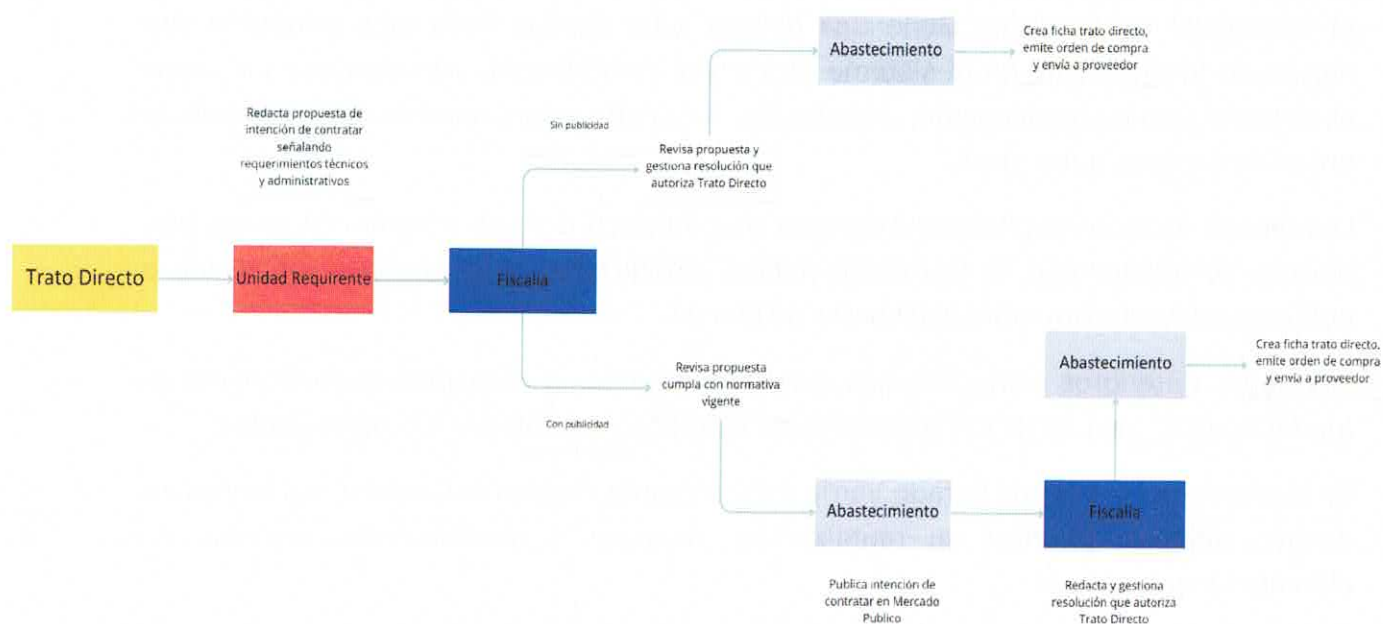 Abastecimiento
Crea ficha trato directo,
emite orden de compra
y envía a proveedor
Redacta propuesta de
intención de contratar
señalando
requerimientos técnicos
y administrativos
Sin publicidad
Revisa propuesta y
gestiona resolución que
autoriza Trato Directo
Trato Directo
Unidad Requirente
Fiscalia
Revisa propuesta
cumpla con normativa
vigente
Con publicidad
Abastecimiento
Crea ficha trato directo,
emite orden de compra
y envía a proveedor
Abastecimiento
Fiscalia
Publica intención de
contratar en Mercado
Publico
Redacta y gestiona
resolución que autoriza
Trato Directo